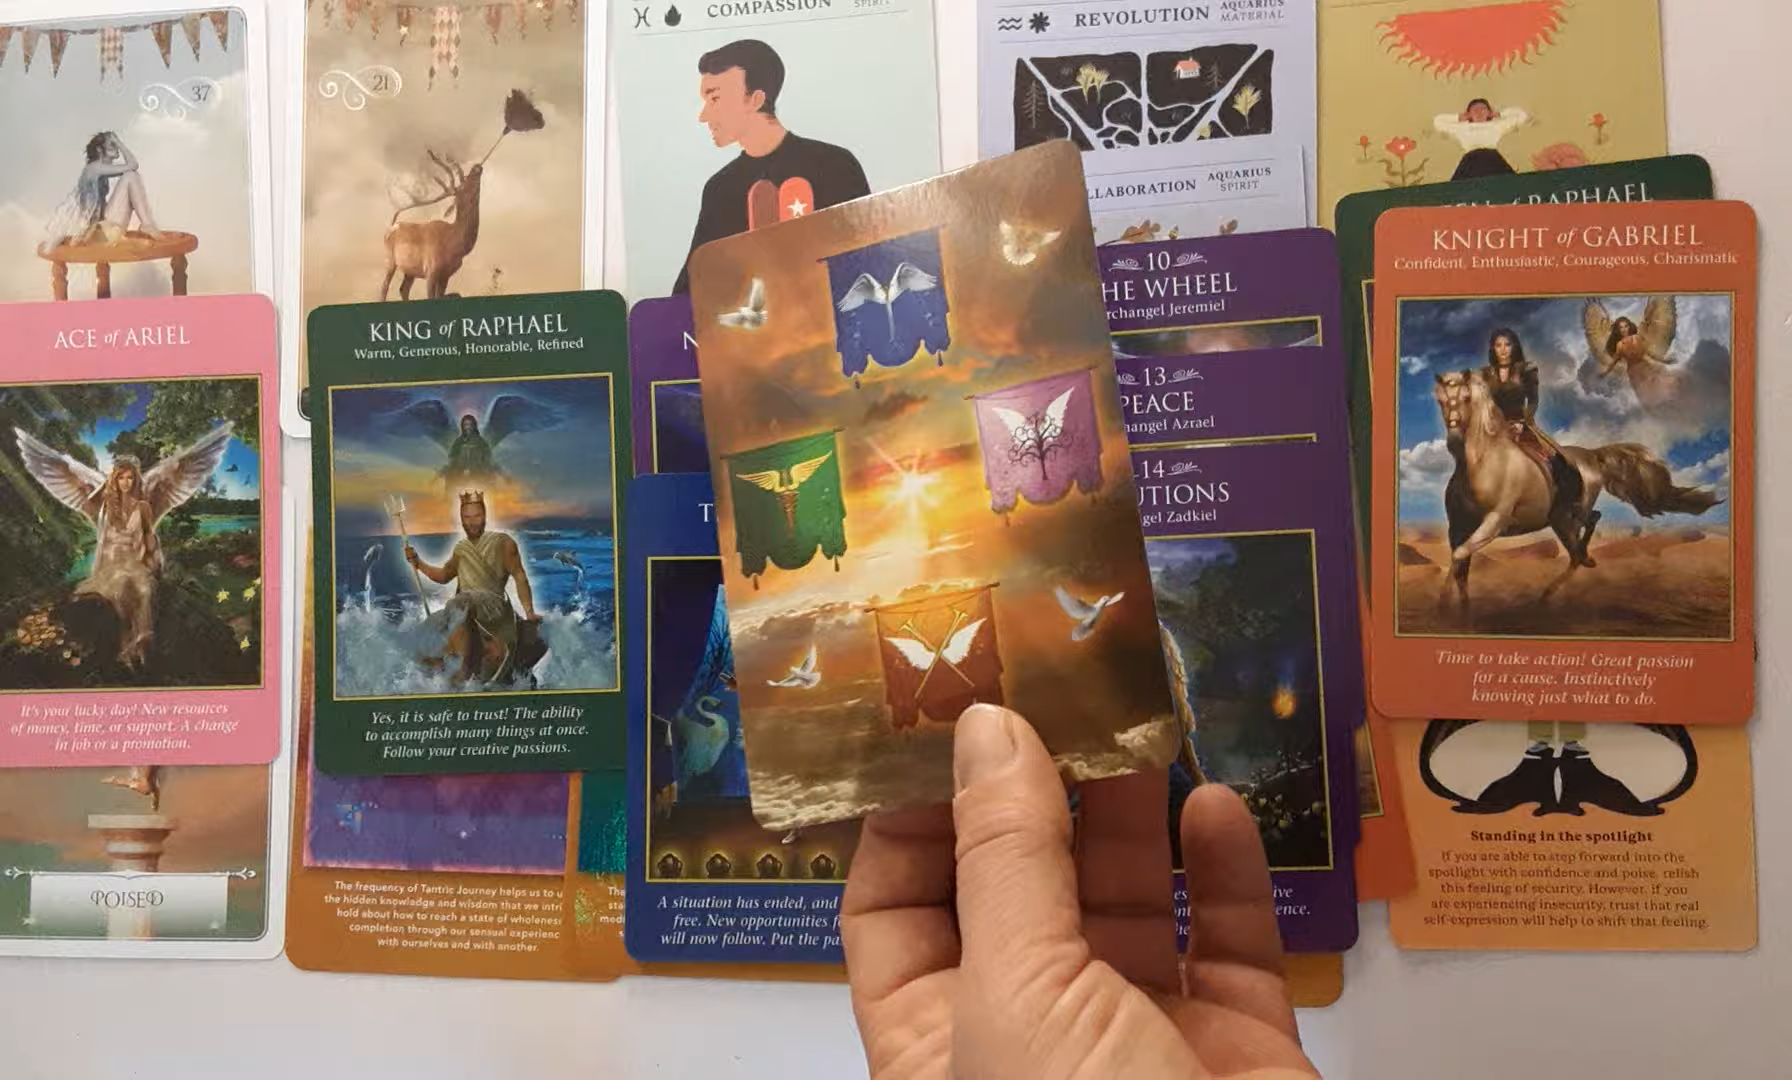 37
21
COMPASSION
SPIRIT
REVOLUTION
AQUARIUS
MATERIAL
LLABORATION
AQUARIUS
SPIRIT
ACE of ARIEL
It's your lucky day! New resources
of money, time, or support. A change
in job or a promotion.
POISED
KING of RAPHAEL
Warm, Generous, Honorable, Refined
Yes, it is safe to trust! The ability
to accomplish many things at once.
Follow your creative passions.
The frequency of Tantric Journey helps us to u
the hidden knowledge and wisdom that we intri
hold about how to reach a state of wholeness
completion through our sensual experienc
with ourselves and with another.
N
T
A situation has ended, and
free. New opportunities f
will now follow. Put the pa
10
HE WHEEL
rchangel Jeremiel
13
PEACE
hangel Azrael
14
UTIONS
gel Zadkiel
of RAPHAEL
KNIGHT of GABRIEL
Confident, Enthusiastic, Courageous, Charismatic
Time to take action! Great passion
for a cause. Instinctively
knowing just what to do.
Standing in the spotlight
If you are able to step forward into the
spotlight with confidence and poise, relish
this feeling of security. However, if you
are experiencing insecurity, trust that real
self-expression will help to shift that feeling.